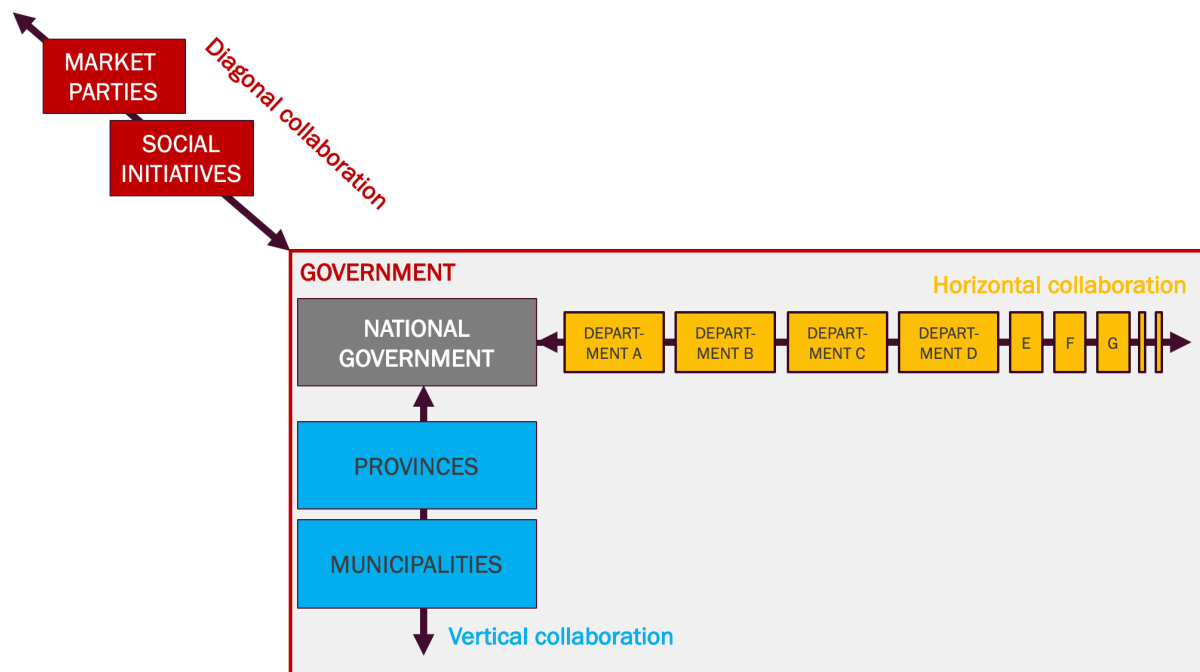 MARKET
PARTIES
SOCIAL
INITIATIVES
Diagonal collaboration
GOVERNMENT
Horizontal collaboration
NATIONAL
GOVERNMENT
DEPART-
MENT A
DEPART-
MENT B
DEPART-
MENT C
DEPART-
MENT D
E
F
G
PROVINCES
MUNICIPALITIES
Vertical collaboration